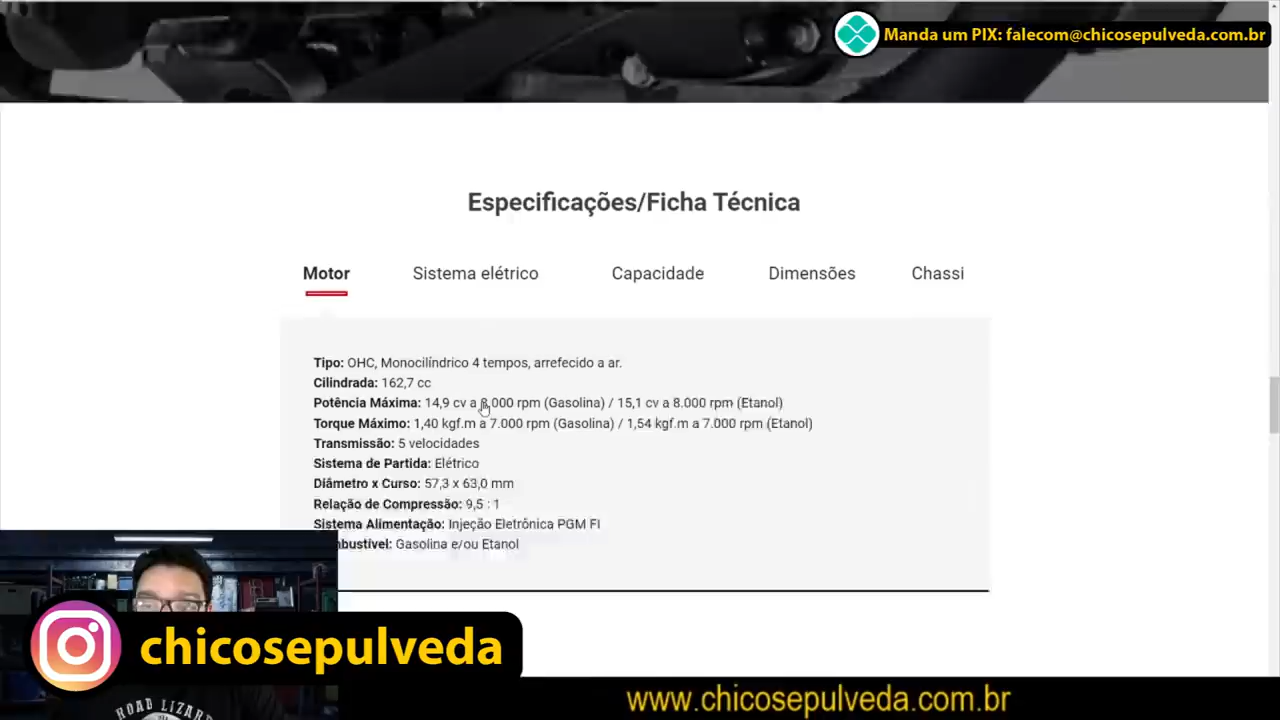 Manda um PIX: falecom@chicosepulveda.com.br
Especificações/Ficha Técnica
Motor Sistema elétrico Capacidade Dimensões Chassi
Tipo: OHC, Monocilíndrico 4 tempos, arrefecido a ar.
Cilindrada: 162,7 cc
Potência Máxima: 14,9 cv a 8.000 rpm (Gasolina) / 15,1 cv a 8.000 rpm (Etanol)
Torque Máximo: 1,40 kgf.m a 7.000 rpm (Gasolina) / 1,54 kgf.m a 7.000 rpm (Etanol)
Transmissão: 5 velocidades
Sistema de Partida: Elétrico
Diâmetro x Curso: 57,3 x 63,0 mm
Relação de Compressão: 9,5 : 1
Sistema Alimentação: Injeção Eletrônica PGM FI
mbustível: Gasolina e/ou Etanol
chicosepulveda
ROAD LIZAR
www.chicosepulveda.com.br